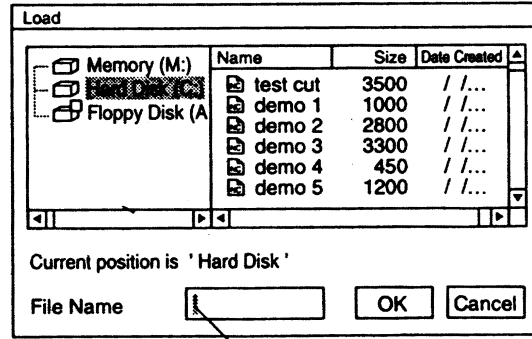 Load
Memory (M:)
Hard Disk (C:)
Floppy Disk (A
Name Size Date Created
test cut 3500 / /...
demo 1 1000 / /...
demo 2 2800 / /...
demo 3 3300 / /...
demo 4 450 / /...
demo 5 1200 / /...
Current position is ' Hard Disk '
File Name OK Cancel